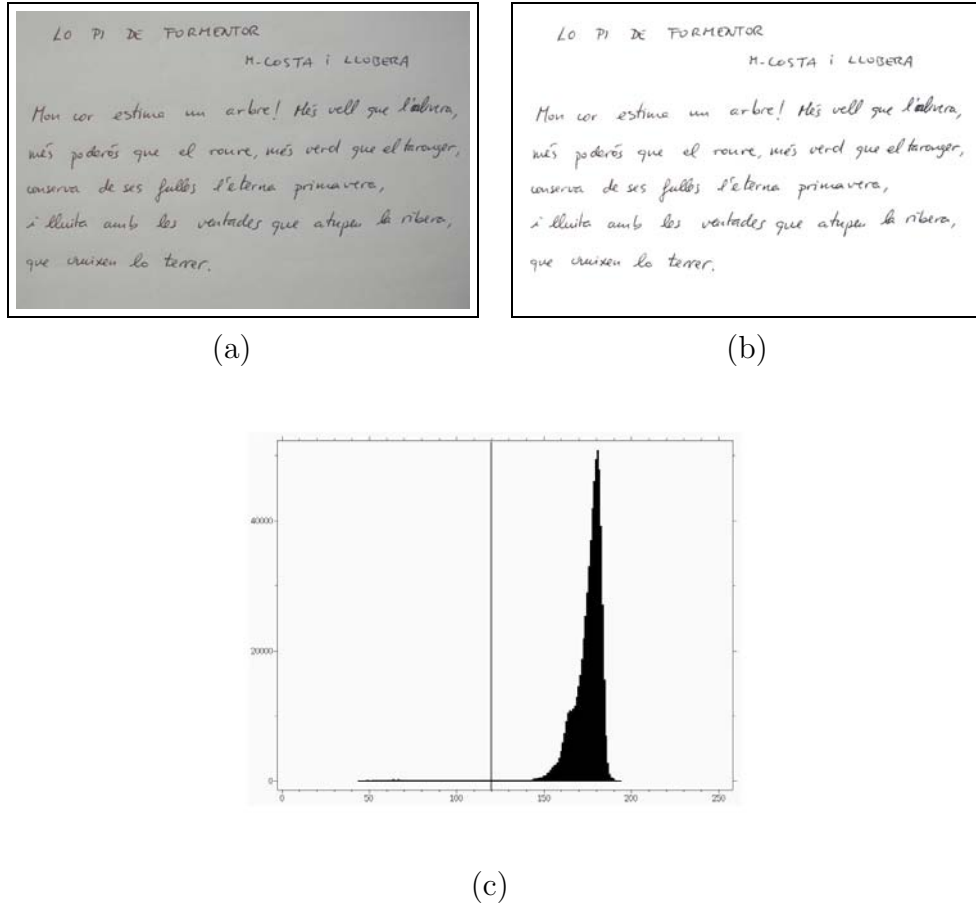 LO PI DE FORMENTOR
M. COSTA i LLOBERA
Mon cor estima un arbre! Més vell que l'olivera,
més poderós que el roure, més verd que el taronger,
conserva de ses fulles l'eterna primavera,
i lluita amb les ventades que atupen la ribera,
que cruixen lo terrer.
(a)
LO PI DE FORMENTOR
M. COSTA i LLOBERA
Mon cor estima un arbre! Més vell que l'olivera,
més poderós que el roure, més verd que el taronger,
conserva de ses fulles l'eterna primavera,
i lluita amb les ventades que atupen la ribera,
que cruixen lo terrer.
(b)
40000
20000
0
0 50 100 150 200 250
(c)